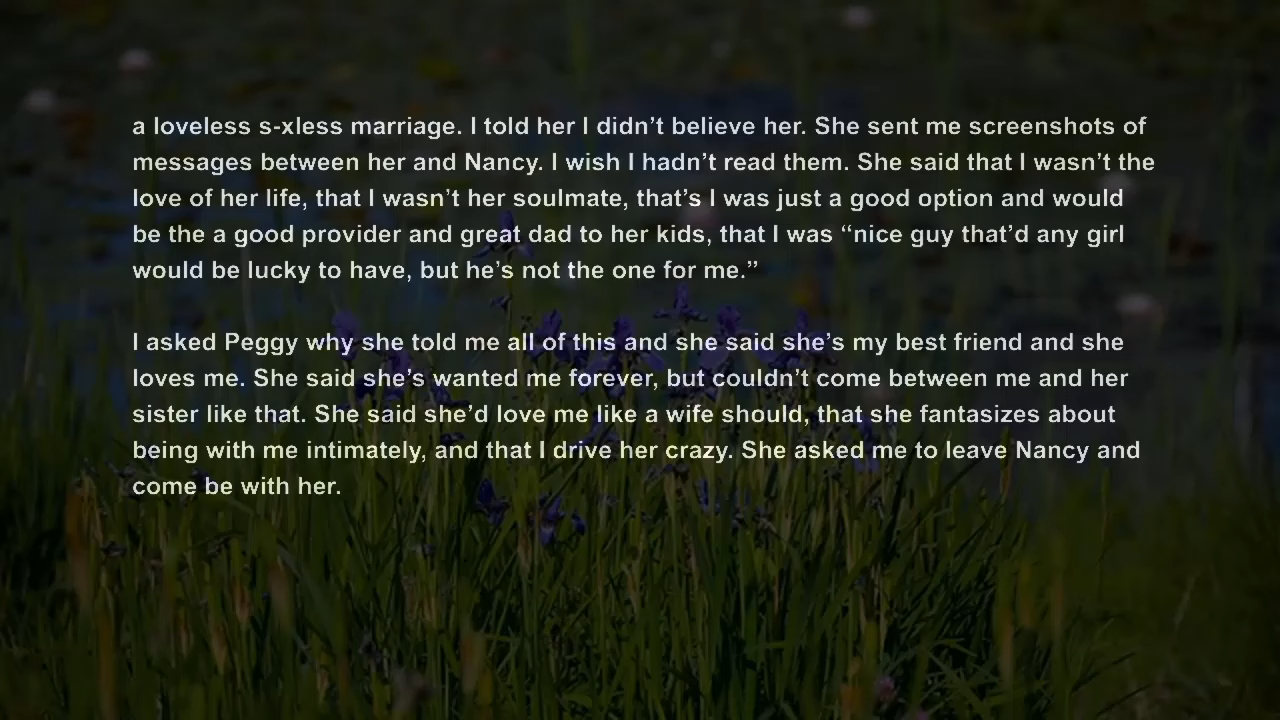 a loveless s-xless marriage. I told her I didn’t believe her. She sent me screenshots of
messages between her and Nancy. I wish I hadn’t read them. She said that I wasn’t the
love of her life, that I wasn’t her soulmate, that’s I was just a good option and would
be the a good provider and great dad to her kids, that I was “nice guy that’d any girl
would be lucky to have, but he’s not the one for me.”
I asked Peggy why she told me all of this and she said she’s my best friend and she
loves me. She said she’s wanted me forever, but couldn’t come between me and her
sister like that. She said she’d love me like a wife should, that she fantasizes about
being with me intimately, and that I drive her crazy. She asked me to leave Nancy and
come be with her.